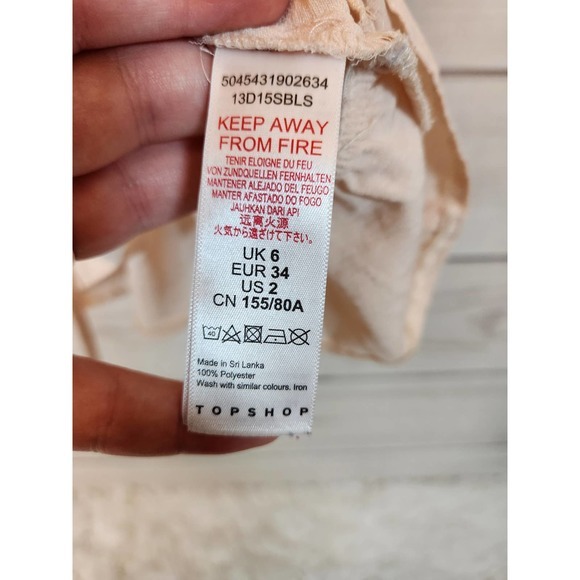 5045431902634
13D15SBLS
KEEP AWAY
FROM FIRE
TENIR ELOIGNE DU FEU
VON ZUNDQUELLEN FERNHALTEN
MANTENER ALEJADO DEL FEUGO
MANTER AFASTADO DO FOGO
JAUHKAN DARI API
远离火源
火気から遠ざけて下さい。
UK 6
EUR 34
US 2
CN 155/80A
40
Made in Sri Lanka
100% Polyester
Wash with similar colours. Iron
TOPSHOP